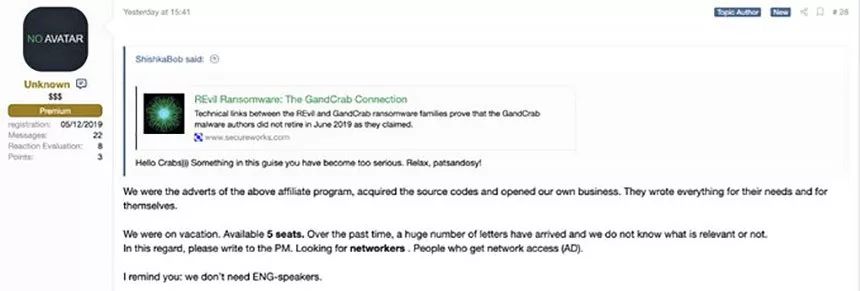 Yesterday at 15:41
Topic Author
New
# 28
NO AVATAR
Unknown
$$$
Premium
registration: 05/12/2019
Messages: 22
Reaction Evaluation: 8
Points: 3
ShishkaBob said:
REvil Ransomware: The GandCrab Connection
Technical links between the REvil and GandCrab ransomware families prove that the GandCrab
malware authors did not retire in June 2019 as they claimed.
www.secureworks.com
Hello Crabs))) Something in this guise you have become too serious. Relax, patsandosy!
We were the adverts of the above affiliate program, acquired the source codes and opened our own business. They wrote everything for their needs and for
themselves.
We were on vacation. Available 5 seats. Over the past time, a huge number of letters have arrived and we do not know what is relevant or not.
In this regard, please write to the PM. Looking for networkers . People who get network access (AD).
I remind you: we don't need ENG-speakers.